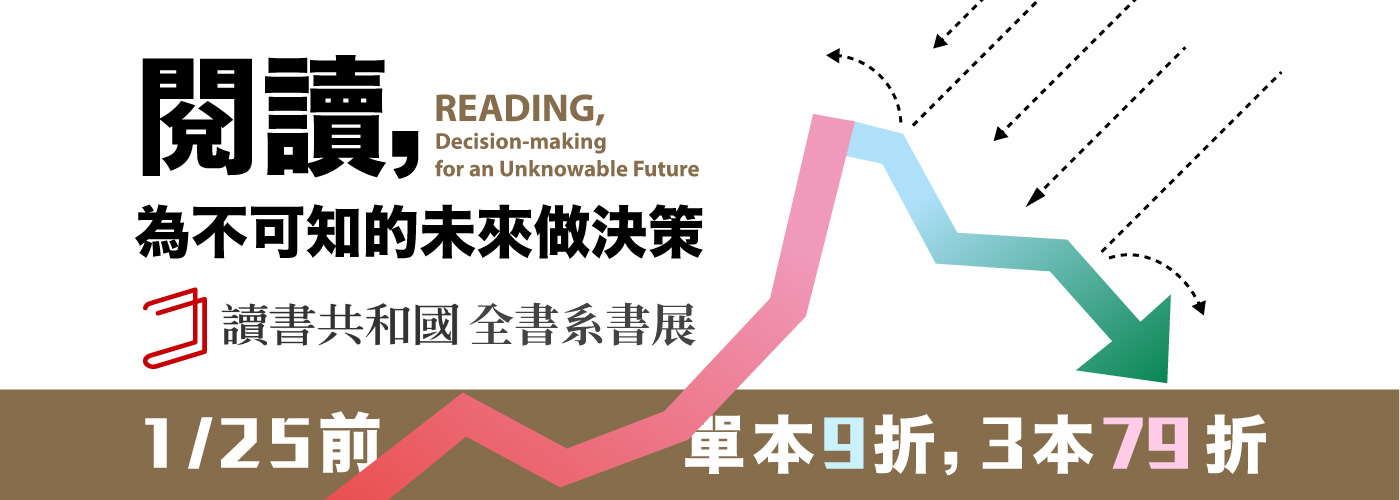 閱讀,
READING,
Decision-making
for an Unknowable Future
為不可知的未來做決策
讀書共和國 全書系書展
1/25前
單本9折, 3本79折